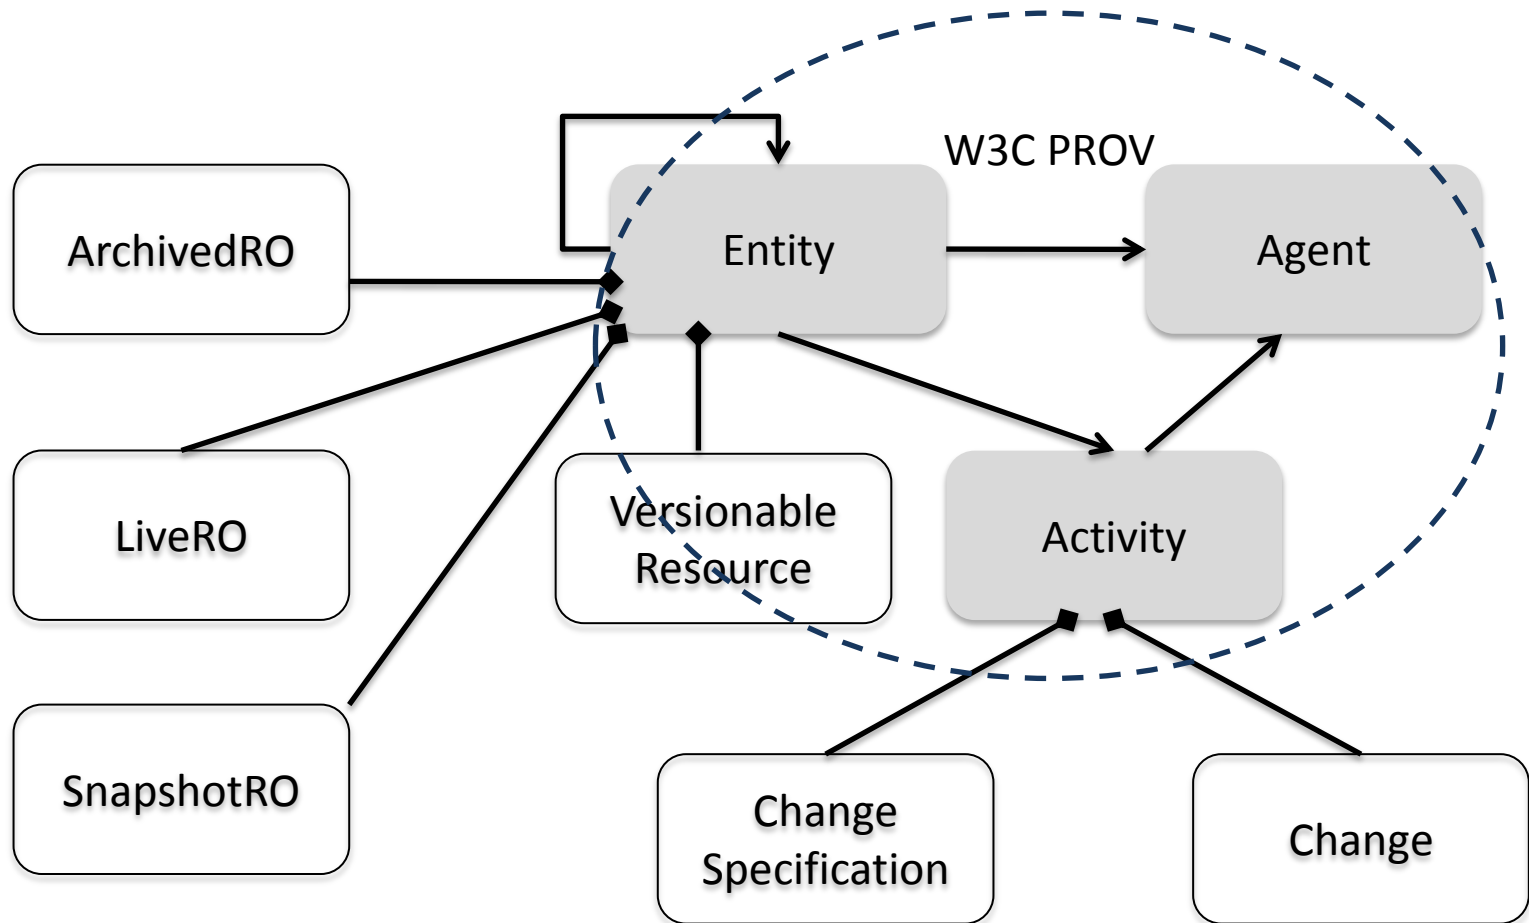 W3C PROV
ArchivedRO
Entity
Agent
LiveRO
Versionable
Resource
Activity
SnapshotRO
Change
Specification
Change